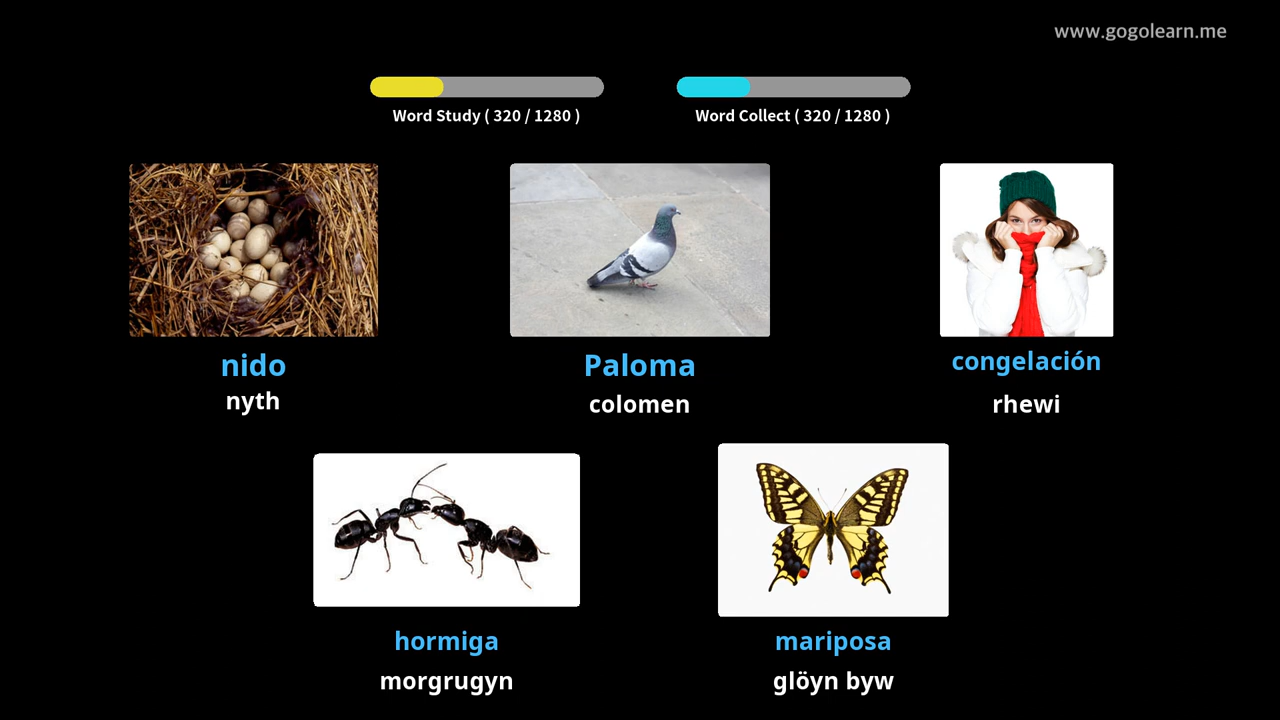 www.gogolearn.me
Word Study ( 320 / 1280 )
Word Collect ( 320 / 1280 )
nido
nyth
Paloma
colomen
congelación
rhewi
hormiga
morgrugyn
mariposa
glöyn byw